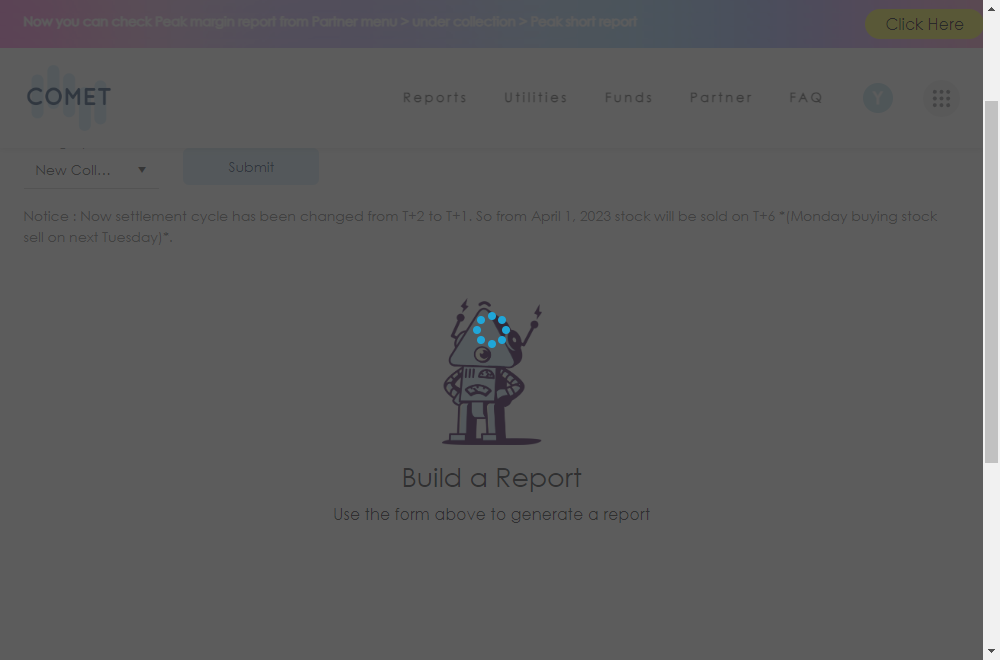 Now you can check Peak margin report from Partner menu > under collection > Peak short report
Click Here
COMET
Reports
Utilities
Funds
Partner
FAQ
Y
New Coll...
Submit
Notice : Now settlement cycle has been changed from T+2 to T+1. So from April 1, 2023 stock will be sold on T+6 *(Monday buying stock
sell on next Tuesday)*.
Build a Report
Use the form above to generate a report